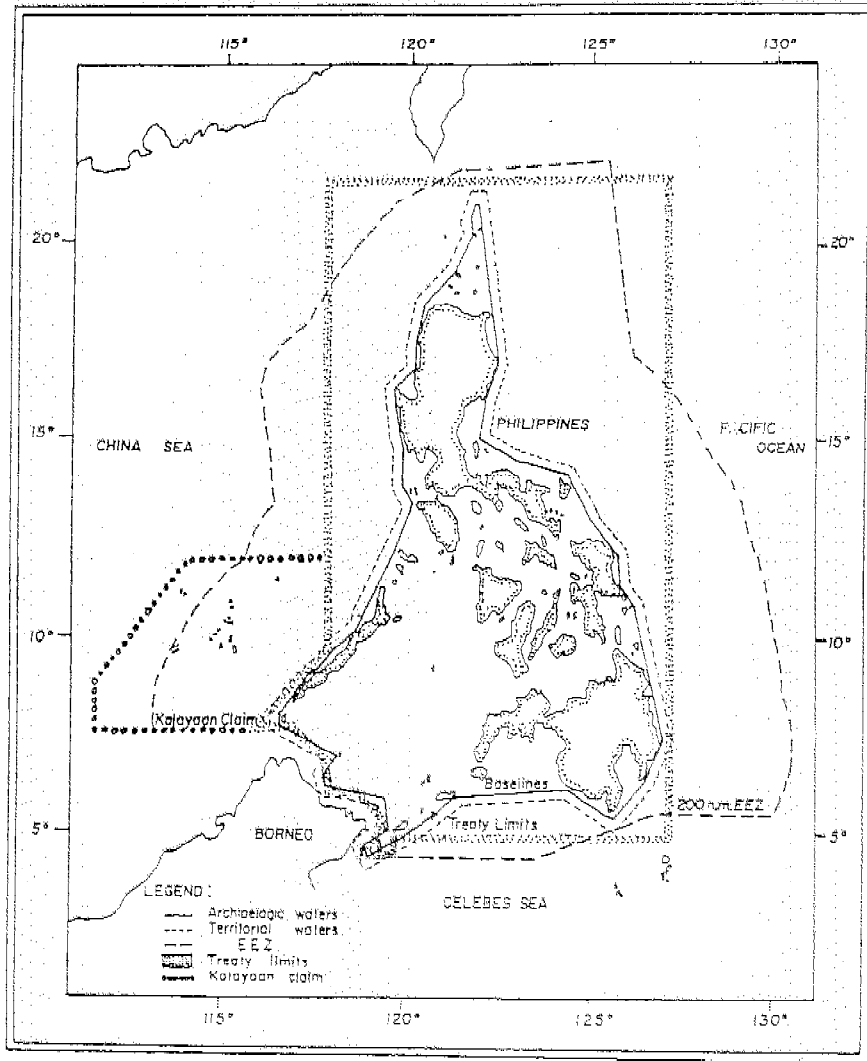 115° 120° 125° 130°
20° 20°
PHILIPPINES
CHINA SEA
PACIFIC
OCEAN
15° 15°
10° 10°
(Kalayaan Claim)
Baselines
200 n.m. EEZ
Treaty Limits
5° BORNEO 5°
CELEBES SEA
LEGEND:
Archipelagic waters
Territorial waters
EEZ
Treaty limits
Kalayaan claim
115° 120° 125° 130°